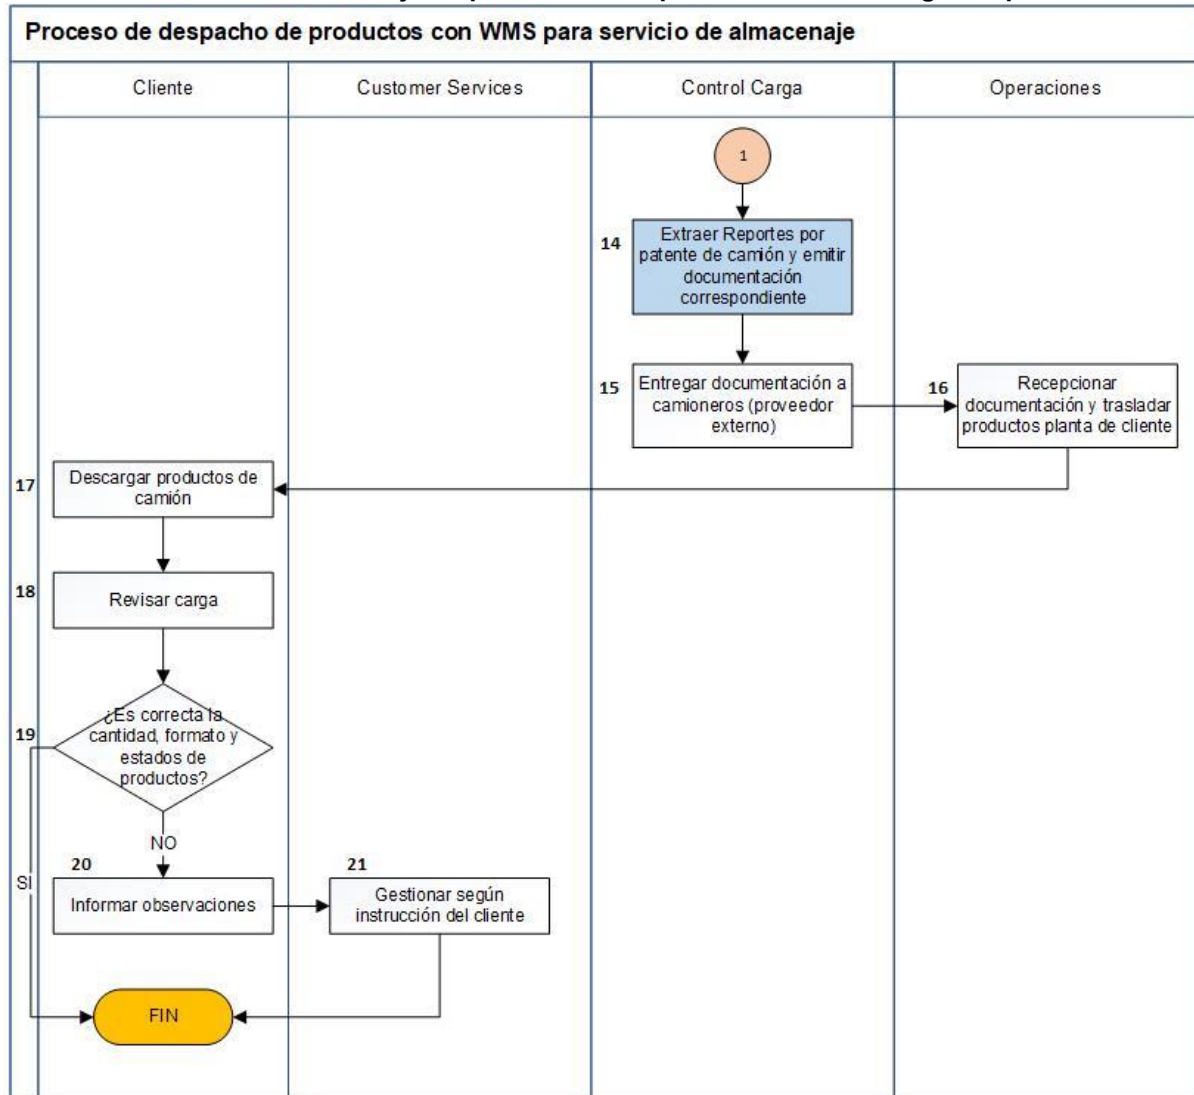 Proceso de despacho de productos con WMS para servicio de almacenaje
Cliente
Customer Services
Control Carga
Operaciones
1
14
Extraer Reportes por
patente de camión y emitir
documentación
correspondiente
15
Entregar documentación a
camioneros (proveedor
externo)
16
Recepcionar
documentación y trasladar
productos planta de cliente
17
Descargar productos de
camión
18
Revisar carga
19
¿Es correcta la
cantidad, formato y
estados de
productos?
NO
SI
20
Informar observaciones
21
Gestionar según
instrucción del cliente
FIN